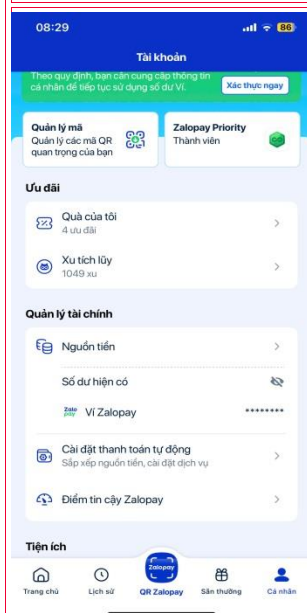 08:29
86
Tài khoản
Theo quy định, bạn cần cung cấp thông tin
cá nhân để tiếp tục sử dụng số dư Ví.
Xác thực ngay
Quản lý mã
Quản lý các mã QR
quan trọng của bạn
Zalopay Priority
Thành viên
Ưu đãi
Quà của tôi
4 ưu đãi
Xu tích lũy
1049 xu
Quản lý tài chính
Nguồn tiền
Số dư hiện có
Zalo
pay
Ví Zalopay
********
Cài đặt thanh toán tự động
Sắp xếp nguồn tiền, cài đặt dịch vụ
Điểm tin cậy Zalopay
Tiện ích
Zalopay
Trang chủ
Lịch sử
QR Zalopay
Săn thưởng
Cá nhân